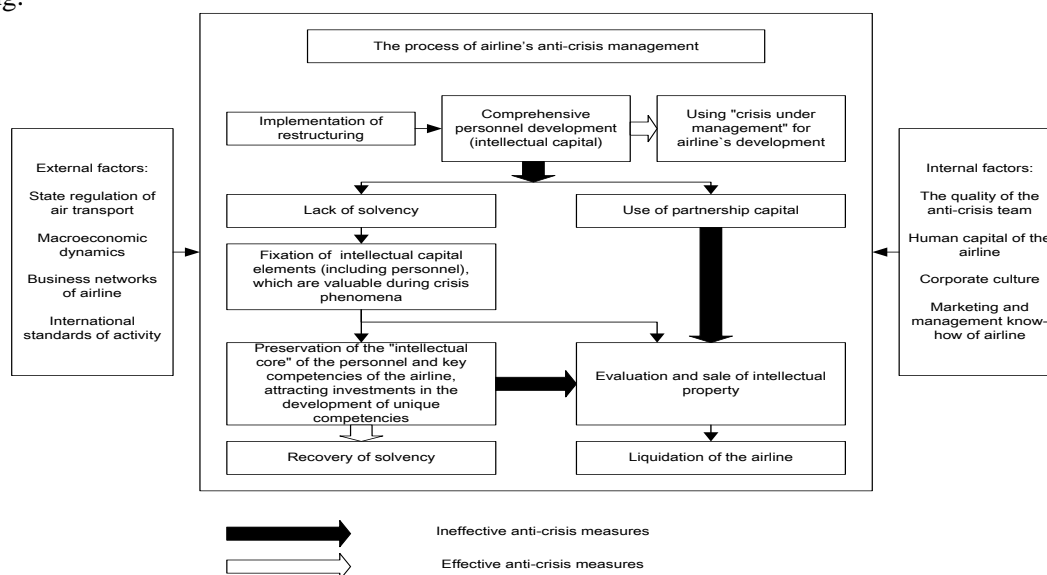 g.
The process of airline's anti-crisis management
Implementation of
restructuring
Comprehensive
personnel development
(intellectual capital)
Using "crisis under
management" for
airline`s development
External factors:
State regulation of
air transport
Macroeconomic
dynamics
Business networks
of airline
International
standards of activity
Lack of solvency
Use of partnership capital
Fixation of intellectual capital
elements (including personnel),
which are valuable during crisis
phenomena
Preservation of the "intellectual
core" of the personnel and key
competencies of the airline,
attracting investments in the
development of unique
competencies
Evaluation and sale of intellectual
property
Recovery of solvency
Liquidation of the airline
Internal factors:
The quality of the
anti-crisis team
Human capital of the
airline
Corporate culture
Marketing and
management know-
how of airline
Ineffective anti-crisis measures
Effective anti-crisis measures